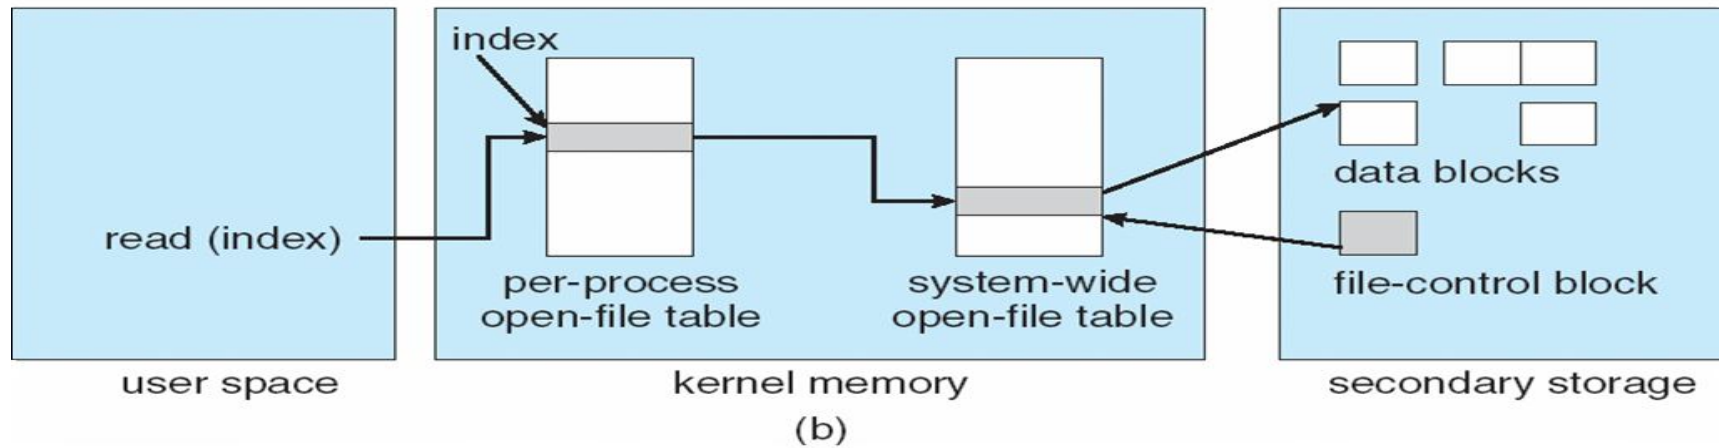 index
read (index)
per-process
open-file table
system-wide
open-file table
data blocks
file-control block
user space
kernel memory
secondary storage
(b)